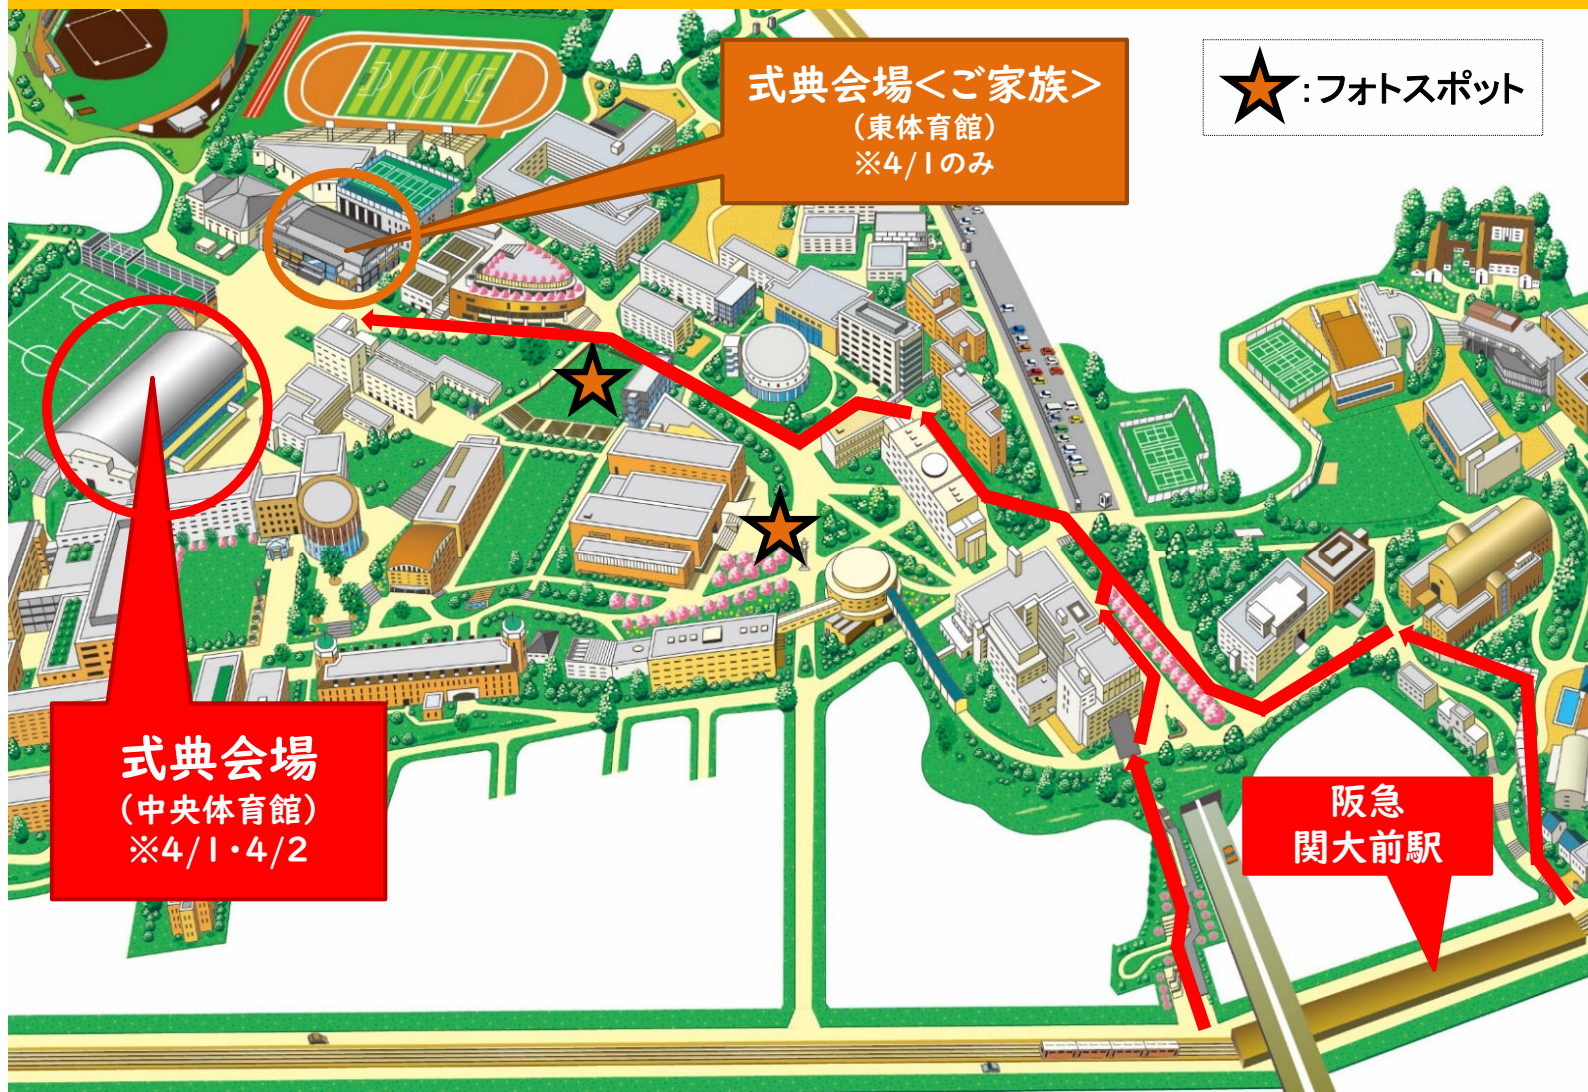 式典会場<ご家族>
(東体育館)
※4/1のみ
:フォトスポット
式典会場
(中央体育館)
※4/1・4/2
阪急
関大前駅